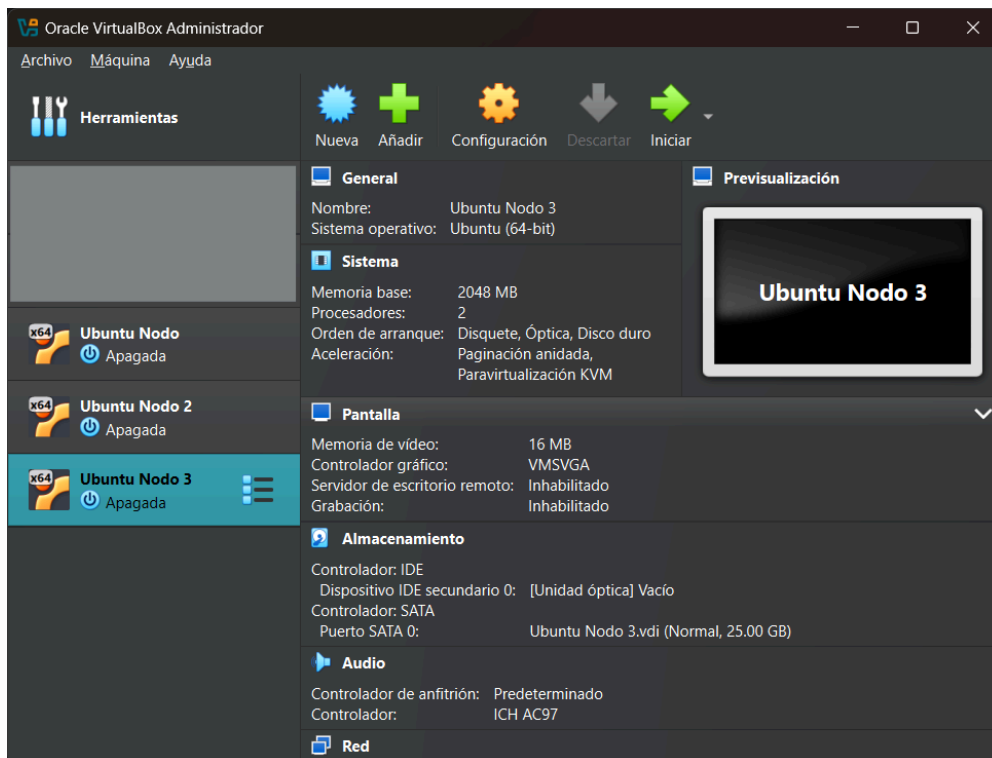 Oracle VirtualBox Administrador
Archivo Máquina Ayuda
Herramientas
Nueva Añadir Configuración Descartar Iniciar
x64 Ubuntu Nodo
Apagada
x64 Ubuntu Nodo 2
Apagada
x64 Ubuntu Nodo 3
Apagada
General
Nombre: Ubuntu Nodo 3
Sistema operativo: Ubuntu (64-bit)
Previsualización
Ubuntu Nodo 3
Sistema
Memoria base: 2048 MB
Procesadores: 2
Orden de arranque: Disquete, Óptica, Disco duro
Aceleración: Paginación anidada,
Paravirtualización KVM
Pantalla
Memoria de vídeo: 16 MB
Controlador gráfico: VMSVGA
Servidor de escritorio remoto: Inhabilitado
Grabación: Inhabilitado
Almacenamiento
Controlador: IDE
Dispositivo IDE secundario 0: [Unidad óptica] Vacío
Controlador: SATA
Puerto SATA 0: Ubuntu Nodo 3.vdi (Normal, 25.00 GB)
Audio
Controlador de anfitrión: Predeterminado
Controlador: ICH AC97
Red